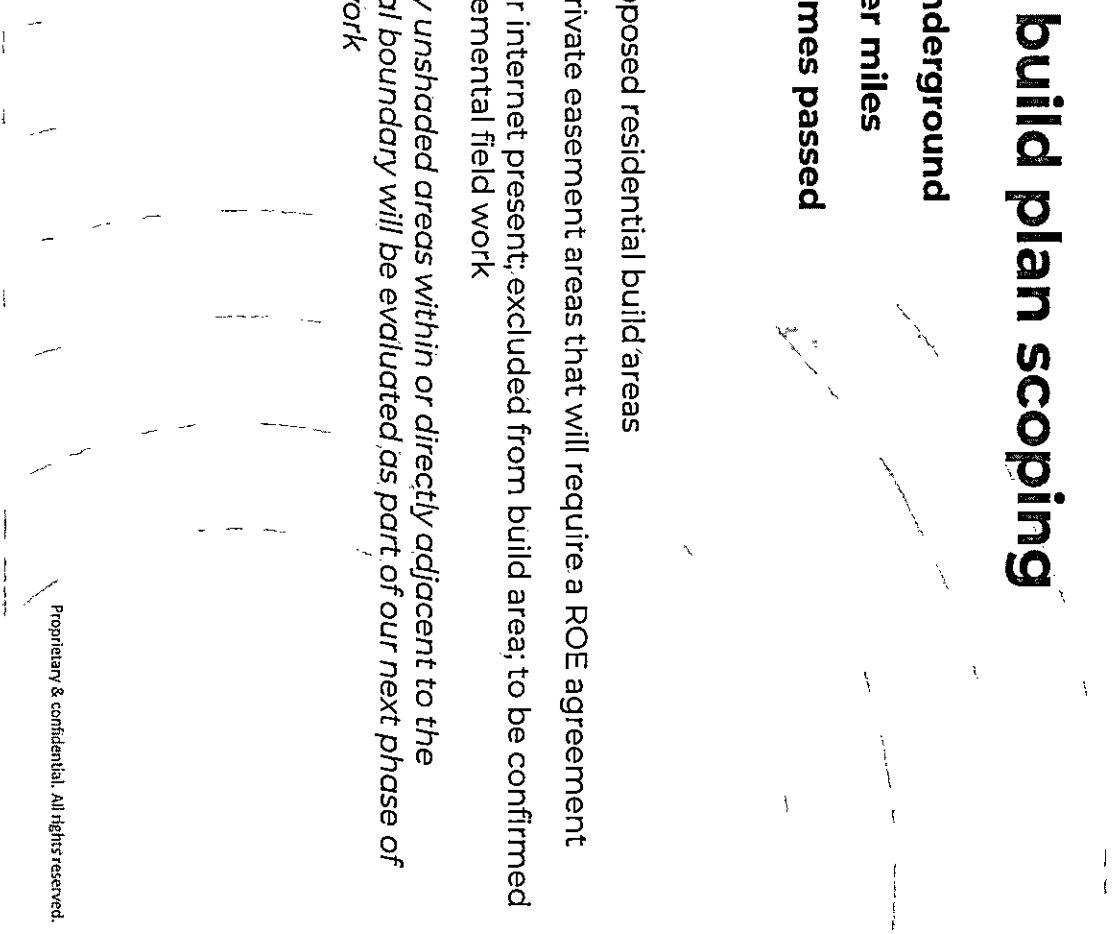 build plan scoping
nderground
er miles
mes passed
posed residential build areas
rivate easement areas that will require a ROE agreement
r internet present; excluded from build area; to be confirmed
emental field work
y unshaded areas within or directly adjacent to the
al boundary will be evaluated as part of our next phase of
ork
Proprietary & confidential. All rights reserved.